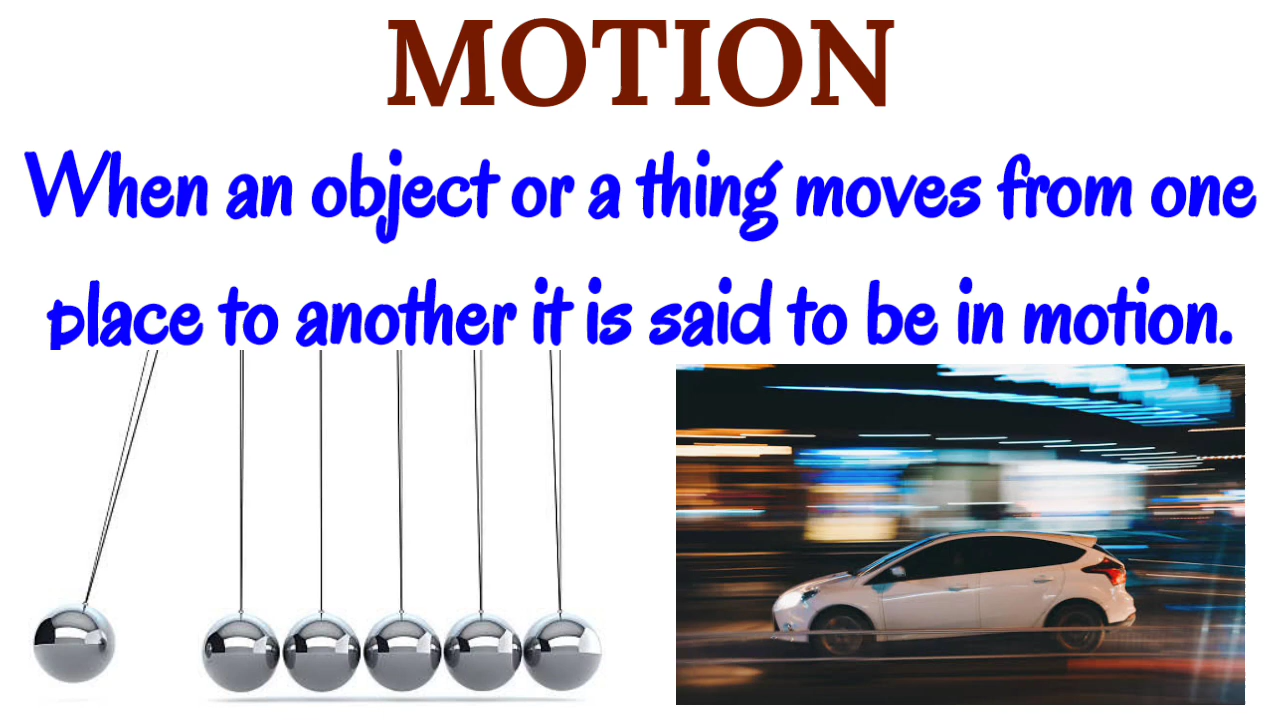 MOTION
When an object or a thing moves from one
place to another it is said to be in motion.